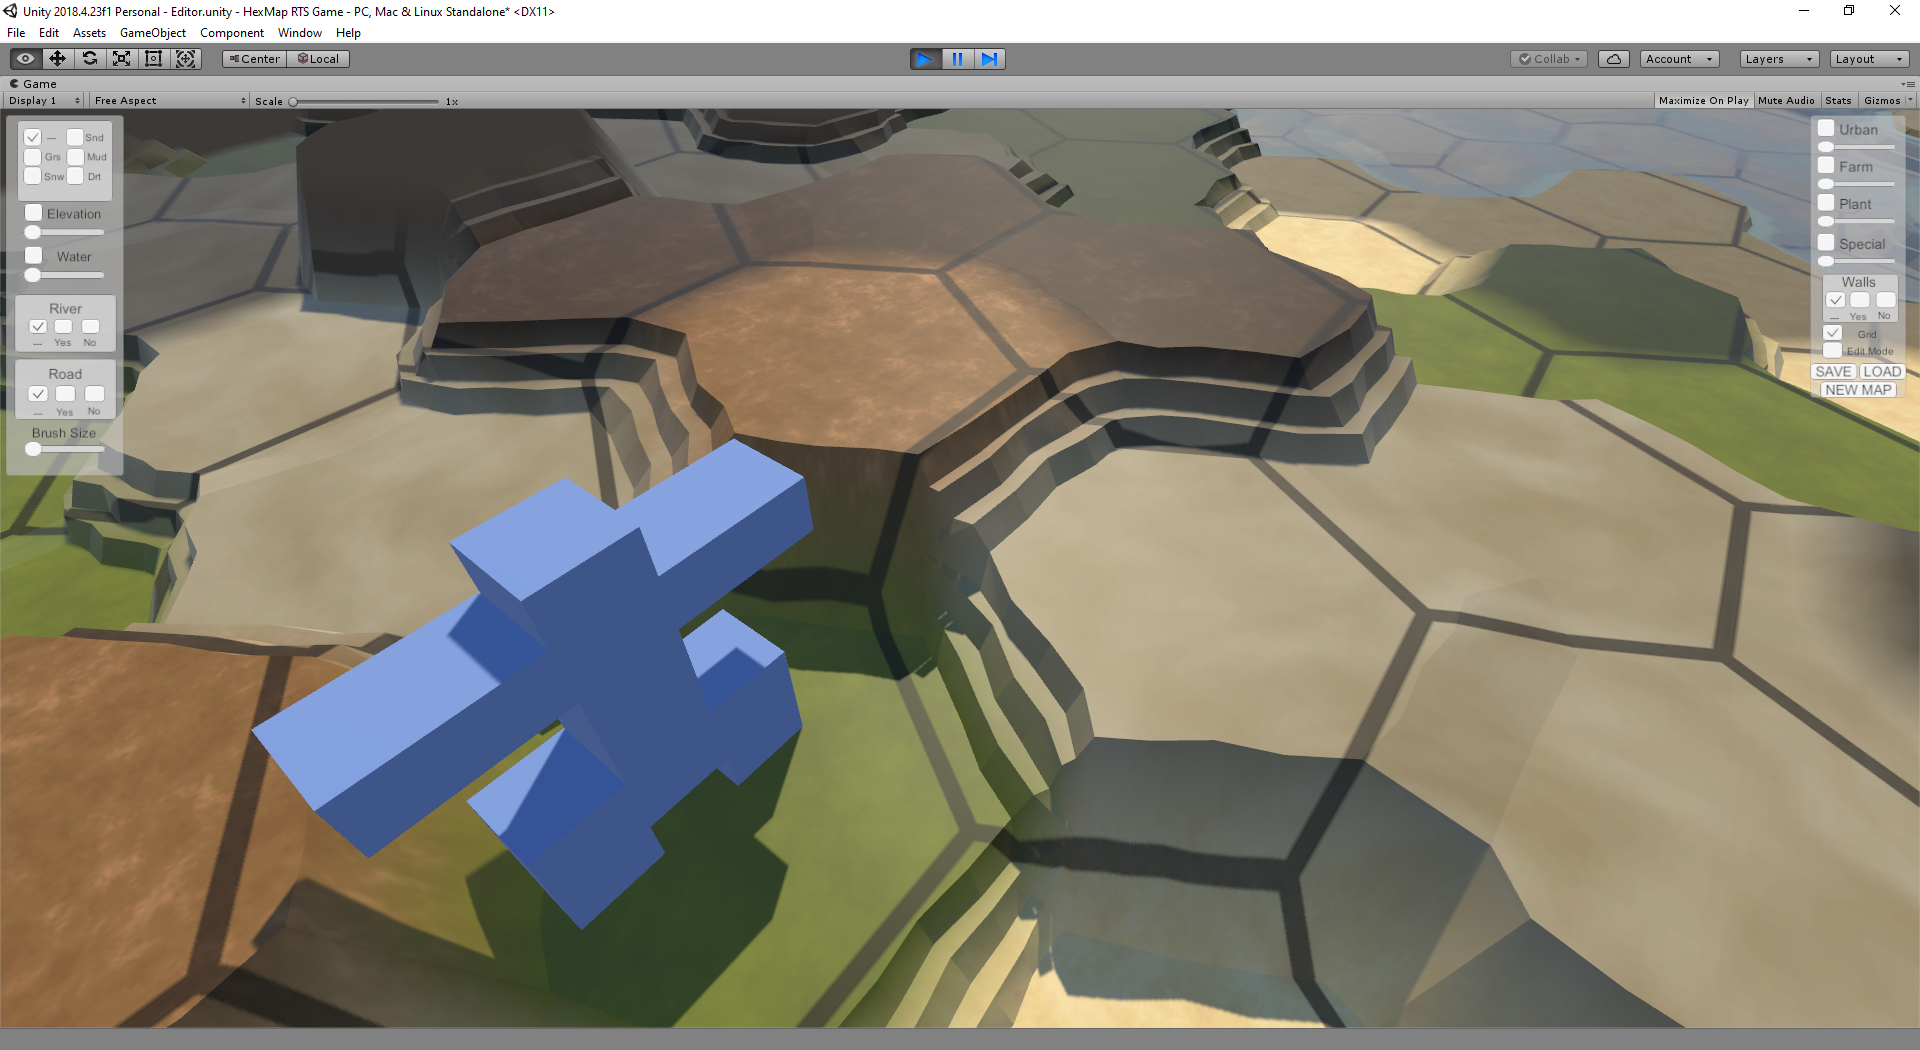 Unity 2018.4.23f1 Personal - Editor.unity - HexMap RTS Game - PC, Mac & Linux Standalone* <DX11>
File Edit Assets GameObject Component Window Help
Center Local Collab Account Layers Layout
Game
Display 1 Free Aspect Scale 1x Maximize On Play Mute Audio Stats Gizmos
--- Snd
Grs Mud
Snw Drt
Elevation
Water
River
--- Yes No
Road
--- Yes No
Brush Size
Urban
Farm
Plant
Special
Walls
--- Yes No
Grid
Edit Mode
SAVE LOAD
NEW MAP